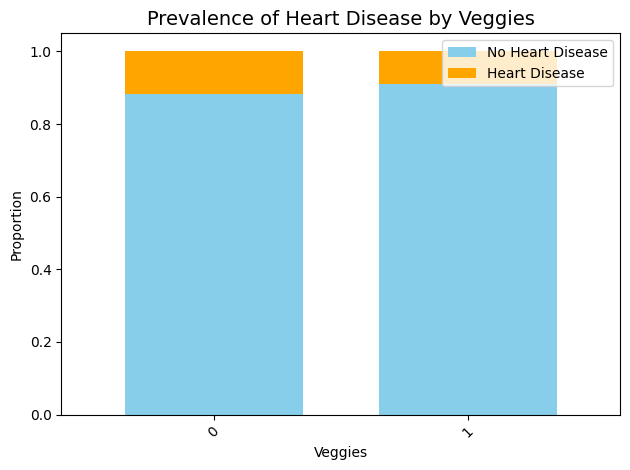 Prevalence of Heart Disease by Veggies
No Heart Disease
Heart Disease
1.0
0.8
0.6
0.4
0.2
0.0
Proportion
0
1
Veggies